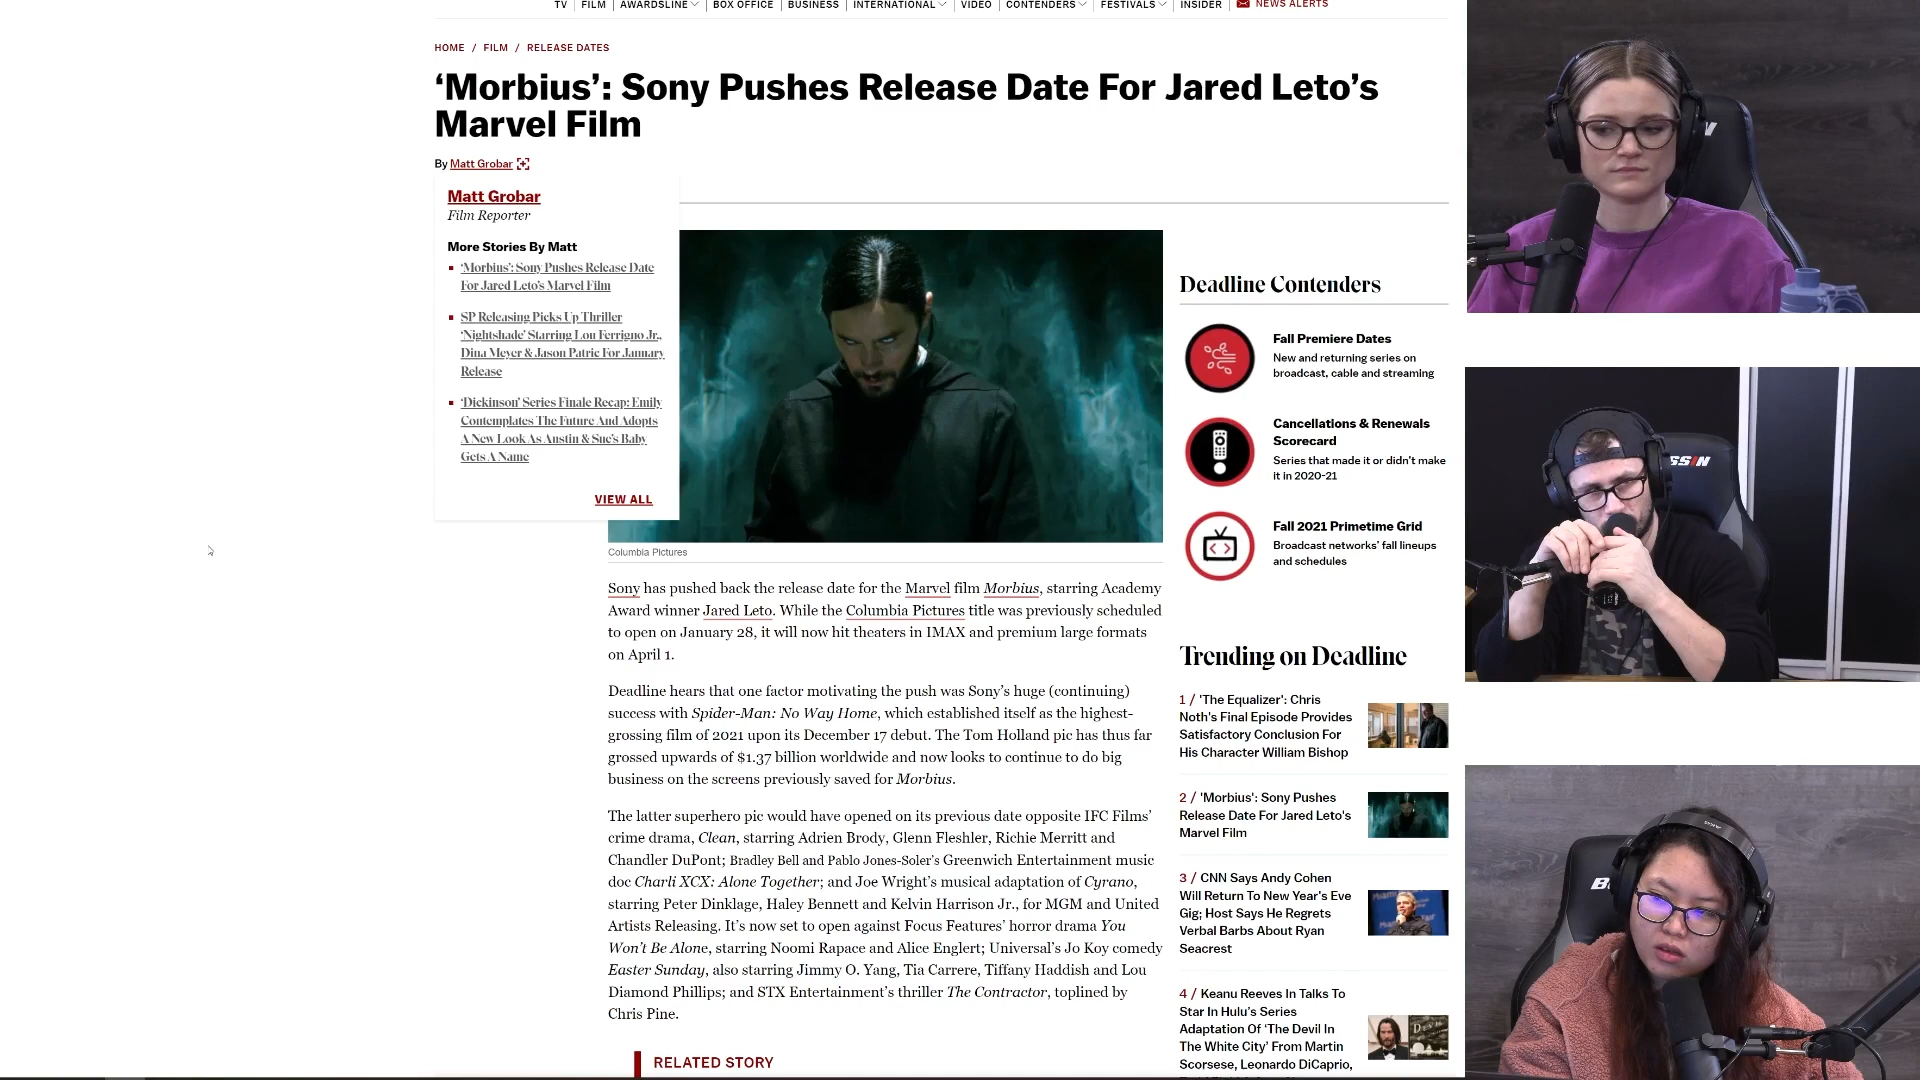 TV | FILM | AWARDSLINE | BOX OFFICE | BUSINESS | INTERNATIONAL | VIDEO | CONTENDERS | FESTIVALS | INSIDER | NEWS ALERTS
HOME / FILM / RELEASE DATES
‘Morbius’: Sony Pushes Release Date For Jared Leto’s
Marvel Film
By Matt Grobar
Matt Grobar
Film Reporter
More Stories By Matt
‘Morbius’: Sony Pushes Release Date
For Jared Leto’s Marvel Film
SP Releasing Picks Up Thriller
‘Nightshade’ Starring Lou Ferrigno Jr.,
Dina Meyer & Jason Patric For January
Release
‘Dickinson’ Series Finale Recap: Emily
Contemplates The Future And Adopts
A New Look As Austin & Sue’s Baby
Gets A Name
VIEW ALL
Columbia Pictures
Sony has pushed back the release date for the Marvel film Morbius, starring Academy
Award winner Jared Leto. While the Columbia Pictures title was previously scheduled
to open on January 28, it will now hit theaters in IMAX and premium large formats
on April 1.
Deadline hears that one factor motivating the push was Sony’s huge (continuing)
success with Spider-Man: No Way Home, which established itself as the highest-
grossing film of 2021 upon its December 17 debut. The Tom Holland pic has thus far
grossed upwards of $1.37 billion worldwide and now looks to continue to do big
business on the screens previously saved for Morbius.
The latter superhero pic would have opened on its previous date opposite IFC Films’
crime drama, Clean, starring Adrien Brody, Glenn Fleshler, Richie Merritt and
Chandler DuPont; Bradley Bell and Pablo Jones-Soler’s Greenwich Entertainment music
doc Charli XCX: Alone Together; and Joe Wright’s musical adaptation of Cyrano,
starring Peter Dinklage, Haley Bennett and Kelvin Harrison Jr., for MGM and United
Artists Releasing. It’s now set to open against Focus Features’ horror drama You
Won’t Be Alone, starring Noomi Rapace and Alice Englert; Universal’s Jo Koy comedy
Easter Sunday, also starring Jimmy O. Yang, Tia Carrere, Tiffany Haddish and Lou
Diamond Phillips; and STX Entertainment’s thriller The Contractor, toplined by
Chris Pine.
RELATED STORY
Deadline Contenders
Fall Premiere Dates
New and returning series on
broadcast, cable and streaming
Cancellations & Renewals
Scorecard
Series that made it or didn’t make
it in 2020-21
Fall 2021 Primetime Grid
Broadcast networks’ fall lineups
and schedules
Trending on Deadline
1 / 'The Equalizer': Chris
Noth's Final Episode Provides
Satisfactory Conclusion For
His Character William Bishop
2 / 'Morbius': Sony Pushes
Release Date For Jared Leto's
Marvel Film
3 / CNN Says Andy Cohen
Will Return To New Year's Eve
Gig; Host Says He Regrets
Verbal Barbs About Ryan
Seacrest
4 / Keanu Reeves In Talks To
Star In Hulu's Series
Adaptation Of 'The Devil In
The White City' From Martin
Scorsese, Leonardo DiCaprio,